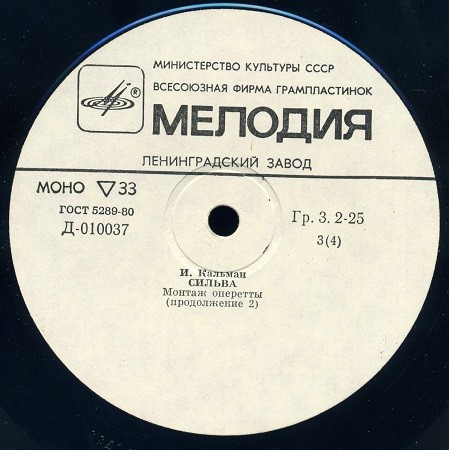 МИНИСТЕРСТВО КУЛЬТУРЫ СССР
ВСЕСОЮЗНАЯ ФИРМА ГРАМПЛАСТИНОК
®
МЕЛОДИЯ
ЛЕНИНГРАДСКИЙ ЗАВОД
МОНО ▽ 33
ГОСТ 5289-80
Д-010037
Гр. 3. 2-25
3(4)
И. Кальман
СИЛЬВА
Монтаж оперетты
(продолжение 2)